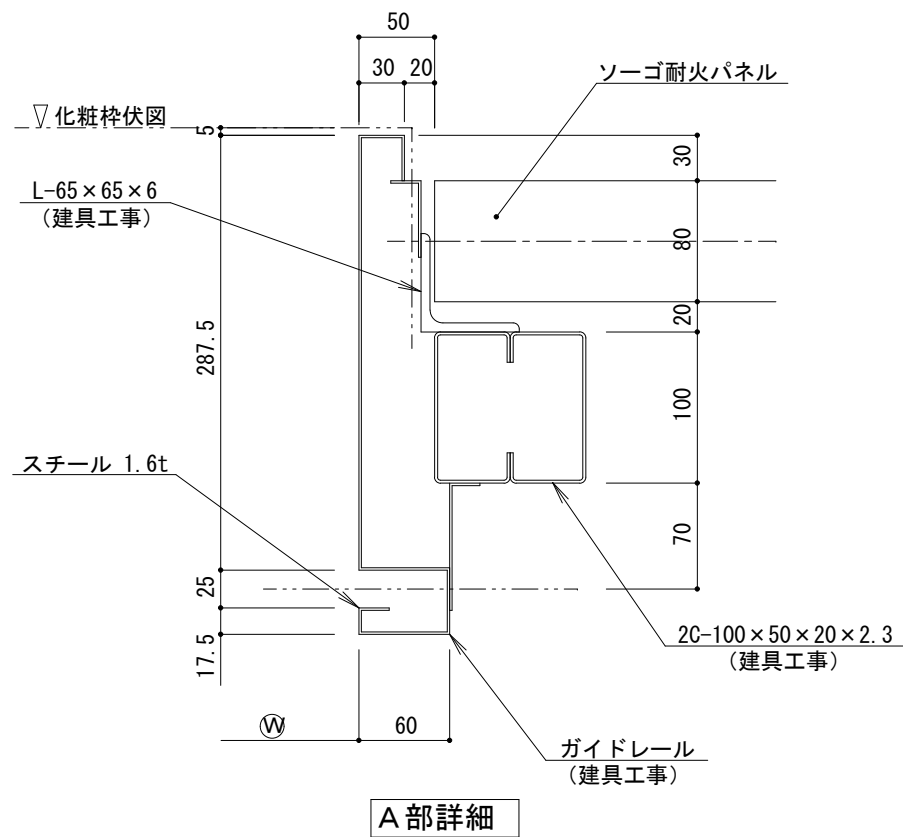 50
30
20
ソーゴ耐火パネル
▽化粧枠伏図
5
30
L-65×65×6
(建具工事)
80
20
287.5
100
スチール 1.6t
70
25
17.5
2C-100×50×20×2.3
(建具工事)
W
60
ガイドレール
(建具工事)
A部詳細